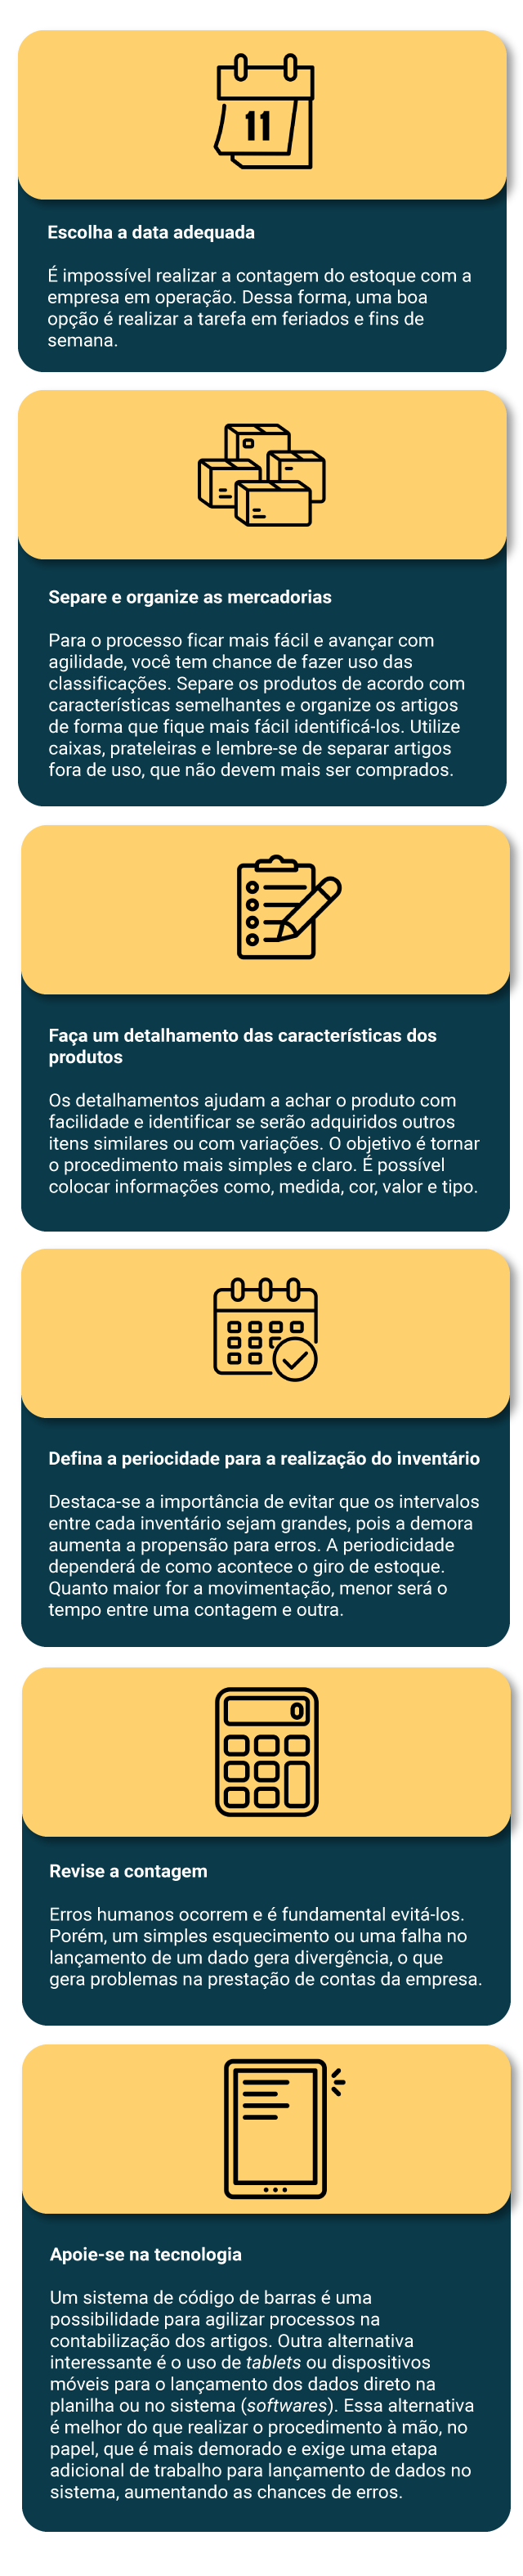 11
Escolha a data adequada
É impossível realizar a contagem do estoque com a
empresa em operação. Dessa forma, uma boa
opção é realizar a tarefa em feriados e fins de
semana.
Separe e organize as mercadorias
Para o processo ficar mais fácil e avançar com
agilidade, você tem chance de fazer uso das
classificações. Separe os produtos de acordo com
características semelhantes e organize os artigos
de forma que fique mais fácil identificá-los. Utilize
caixas, prateleiras e lembre-se de separar artigos
fora de uso, que não devem mais ser comprados.
Faça um detalhamento das características dos
produtos
Os detalhamentos ajudam a achar o produto com
facilidade e identificar se serão adquiridos outros
itens similares ou com variações. O objetivo é tornar
o procedimento mais simples e claro. É possível
colocar informações como, medida, cor, valor e tipo.
Defina a periocidade para a realização do inventário
Destaca-se a importância de evitar que os intervalos
entre cada inventário sejam grandes, pois a demora
aumenta a propensão para erros. A periodicidade
dependerá de como acontece o giro de estoque.
Quanto maior for a movimentação, menor será o
tempo entre uma contagem e outra.
0
Revise a contagem
Erros humanos ocorrem e é fundamental evitá-los.
Porém, um simples esquecimento ou uma falha no
lançamento de um dado gera divergência, o que
gera problemas na prestação de contas da empresa.
Apoie-se na tecnologia
Um sistema de código de barras é uma
possibilidade para agilizar processos na
contabilização dos artigos. Outra alternativa
interessante é o uso de tablets ou dispositivos
móveis para o lançamento dos dados direto na
planilha ou no sistema (softwares). Essa alternativa
é melhor do que realizar o procedimento à mão, no
papel, que é mais demorado e exige uma etapa
adicional de trabalho para lançamento de dados no
sistema, aumentando as chances de erros.